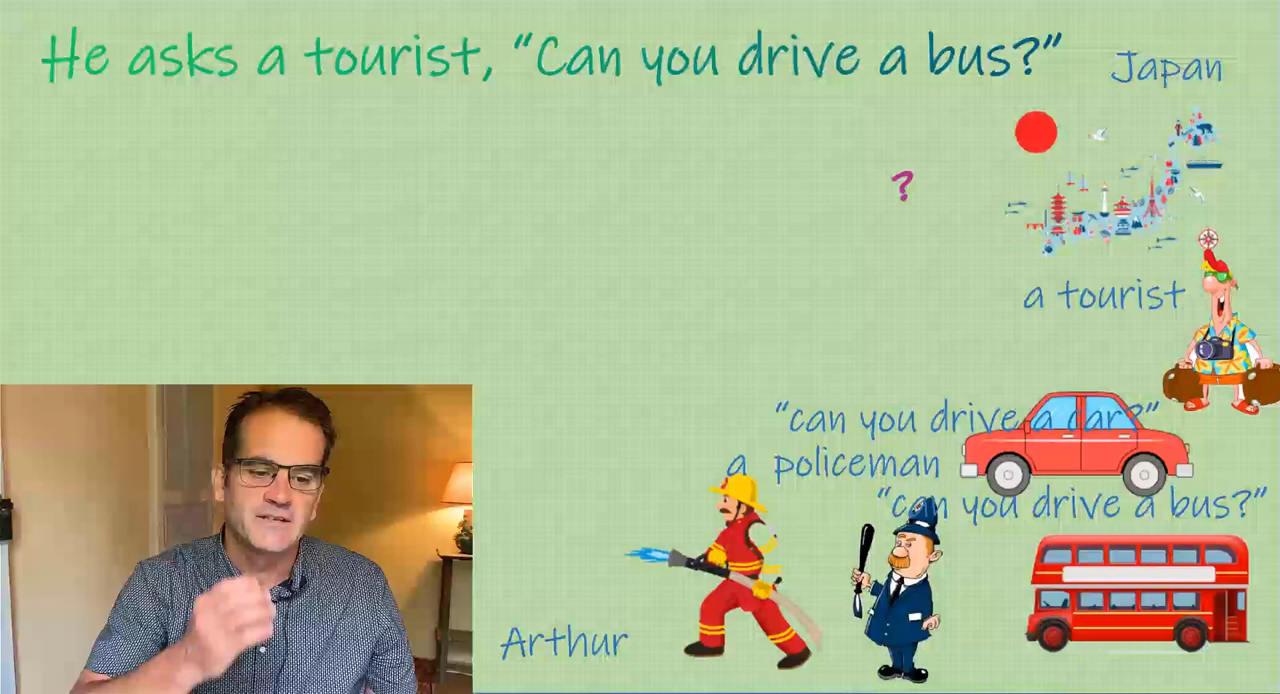 He asks a tourist, “Can you drive a bus?”
Japan
?
a tourist
“can you drive a car?”
a policeman
“can you drive a bus?”
Arthur